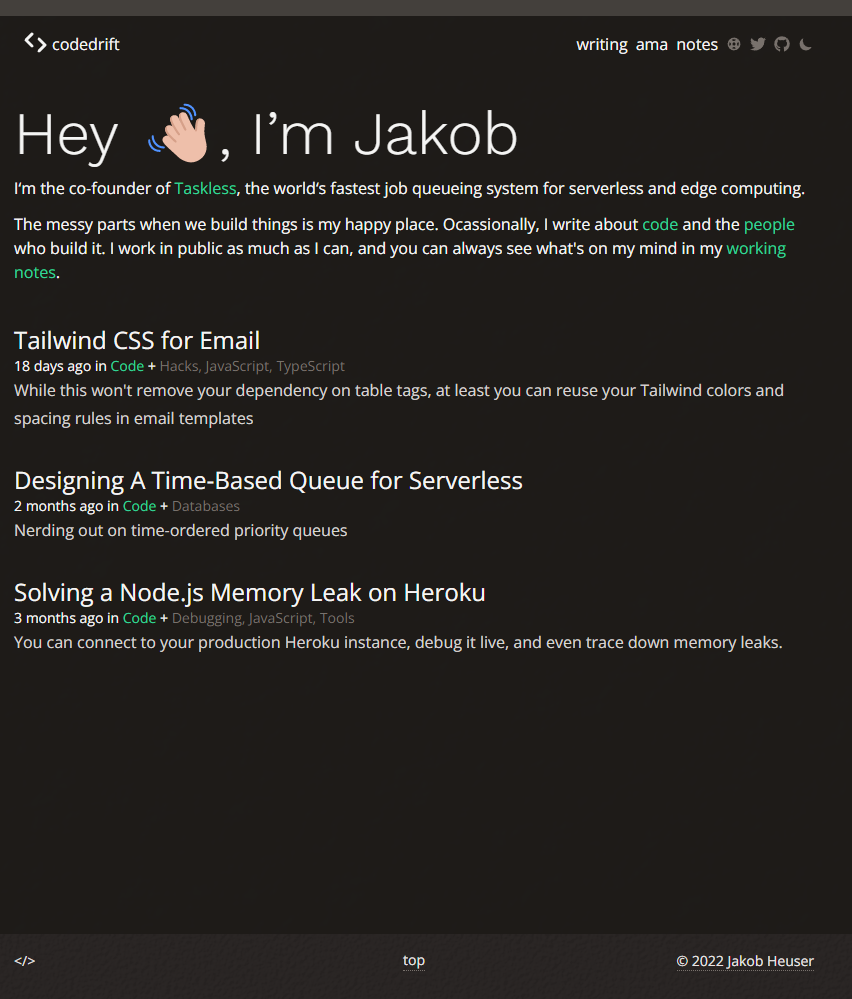 codedrift
writing ama notes
Hey 👋, I’m Jakob
I’m the co-founder of Taskless, the world’s fastest job queueing system for serverless and edge computing.
The messy parts when we build things is my happy place. Ocassionally, I write about code and the people
who build it. I work in public as much as I can, and you can always see what's on my mind in my working
notes.
Tailwind CSS for Email
18 days ago in Code + Hacks, JavaScript, TypeScript
While this won't remove your dependency on table tags, at least you can reuse your Tailwind colors and
spacing rules in email templates
Designing A Time-Based Queue for Serverless
2 months ago in Code + Databases
Nerding out on time-ordered priority queues
Solving a Node.js Memory Leak on Heroku
3 months ago in Code + Debugging, JavaScript, Tools
You can connect to your production Heroku instance, debug it live, and even trace down memory leaks.
</>
top
© 2022 Jakob Heuser